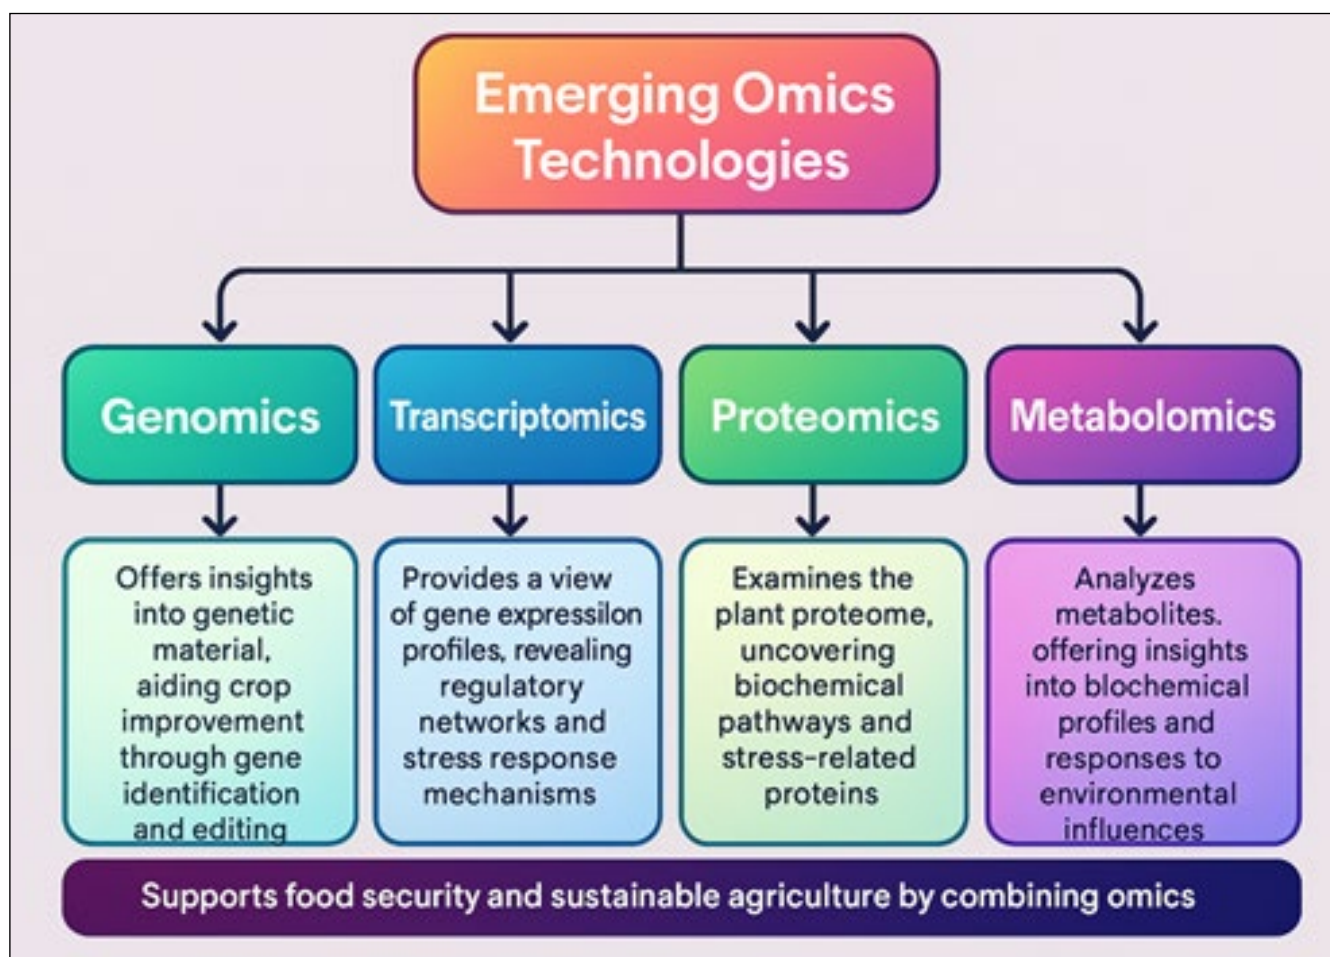 Emerging Omics
Technologies
Genomics
Transcriptomics
Proteomics
Metabolomics
Offers insights
into genetic
material,
aiding crop
improvement
through gene
identification
and editing
Provides a view
of gene expressilon
profiles, revealing
regulatory
networks and
stress response
mechanisms
Examines the
plant proteome,
uncovering
biochemical
pathways and
stress-related
proteins
Analyzes
metabolites.
offering insights
into blochemical
profiles and
responses to
environmental
influences
Supports food security and sustainable agriculture by combining omics